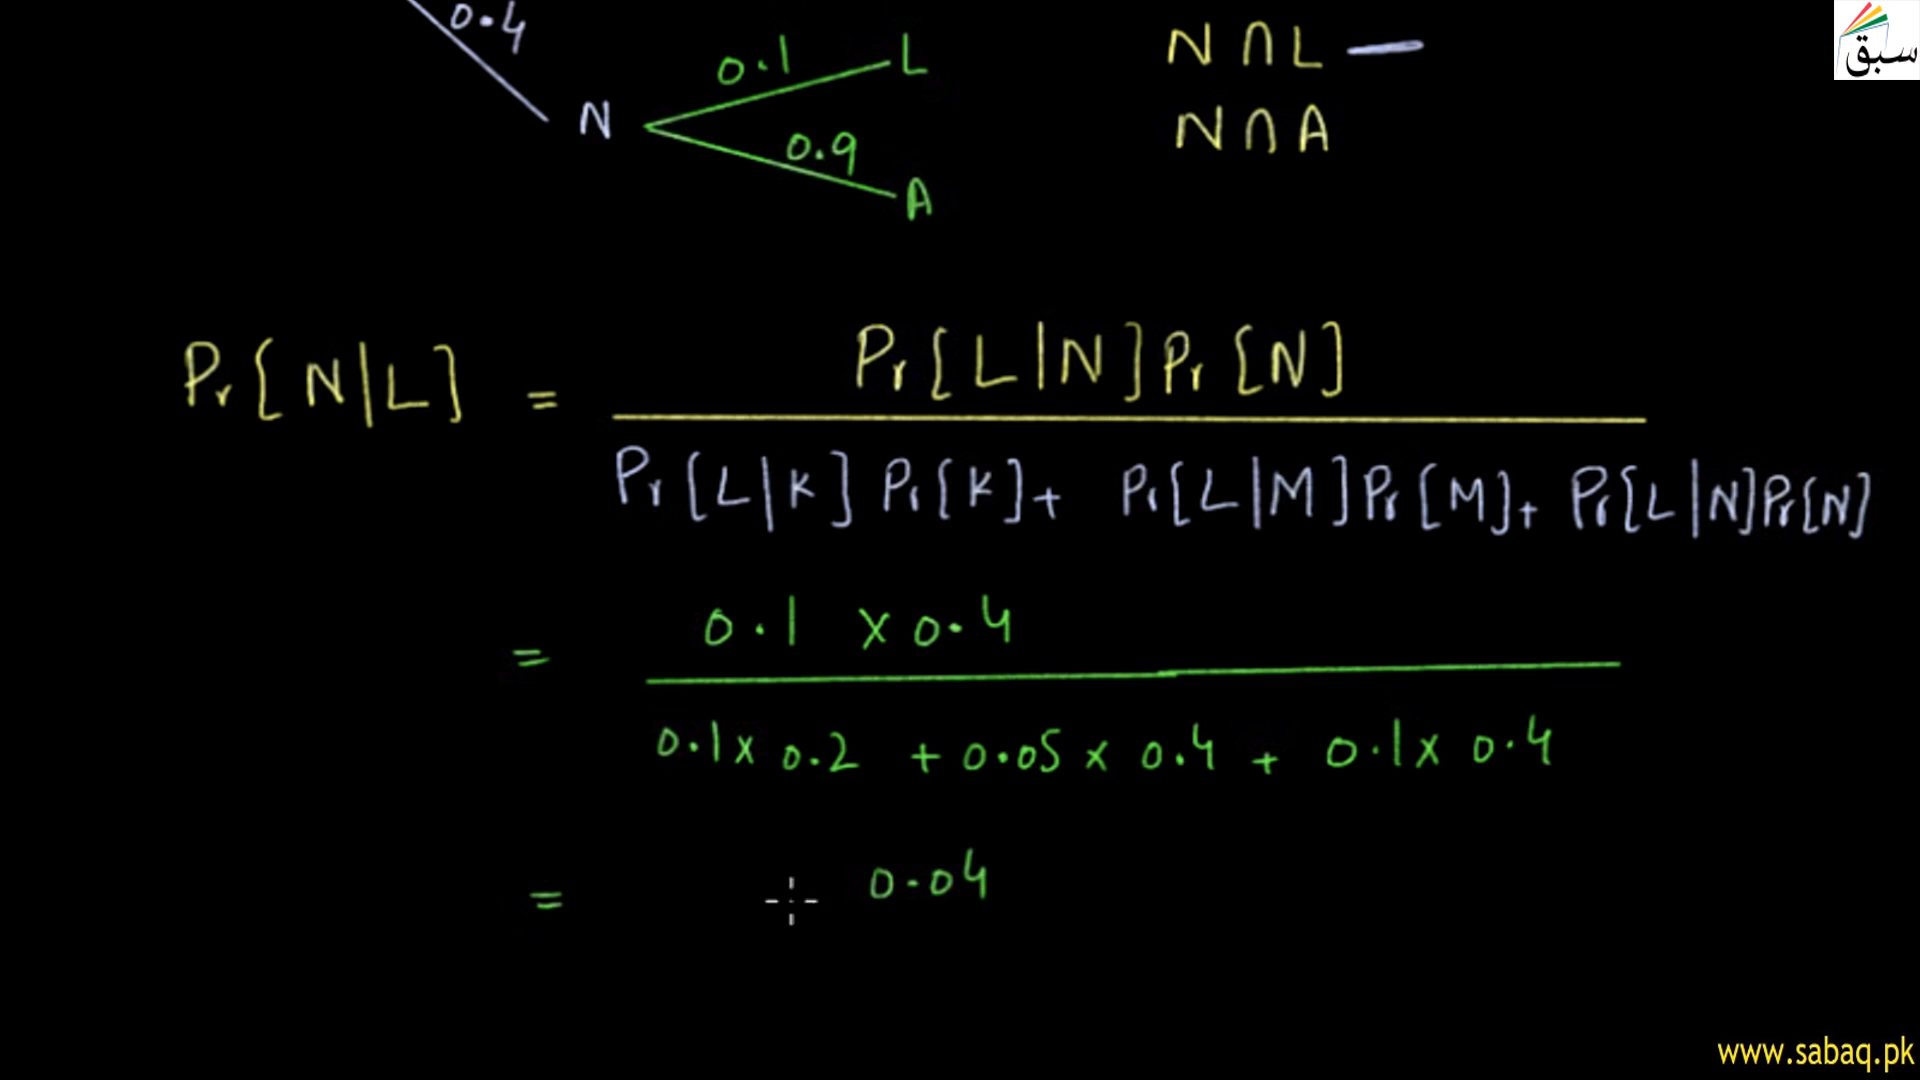 0.4
0.1 L N ∩ L —
سبق
N
0.9 N ∩ A
A
Pr[N|L] = Pr[L|N]Pr[N]
Pr[L|K] Pr[K] + Pr[L|M]Pr[M] + Pr[L|N]Pr[N]
= 0.1 x 0.4
0.1 x 0.2 + 0.05 x 0.4 + 0.1 x 0.4
= 0.04
www.sabaq.pk